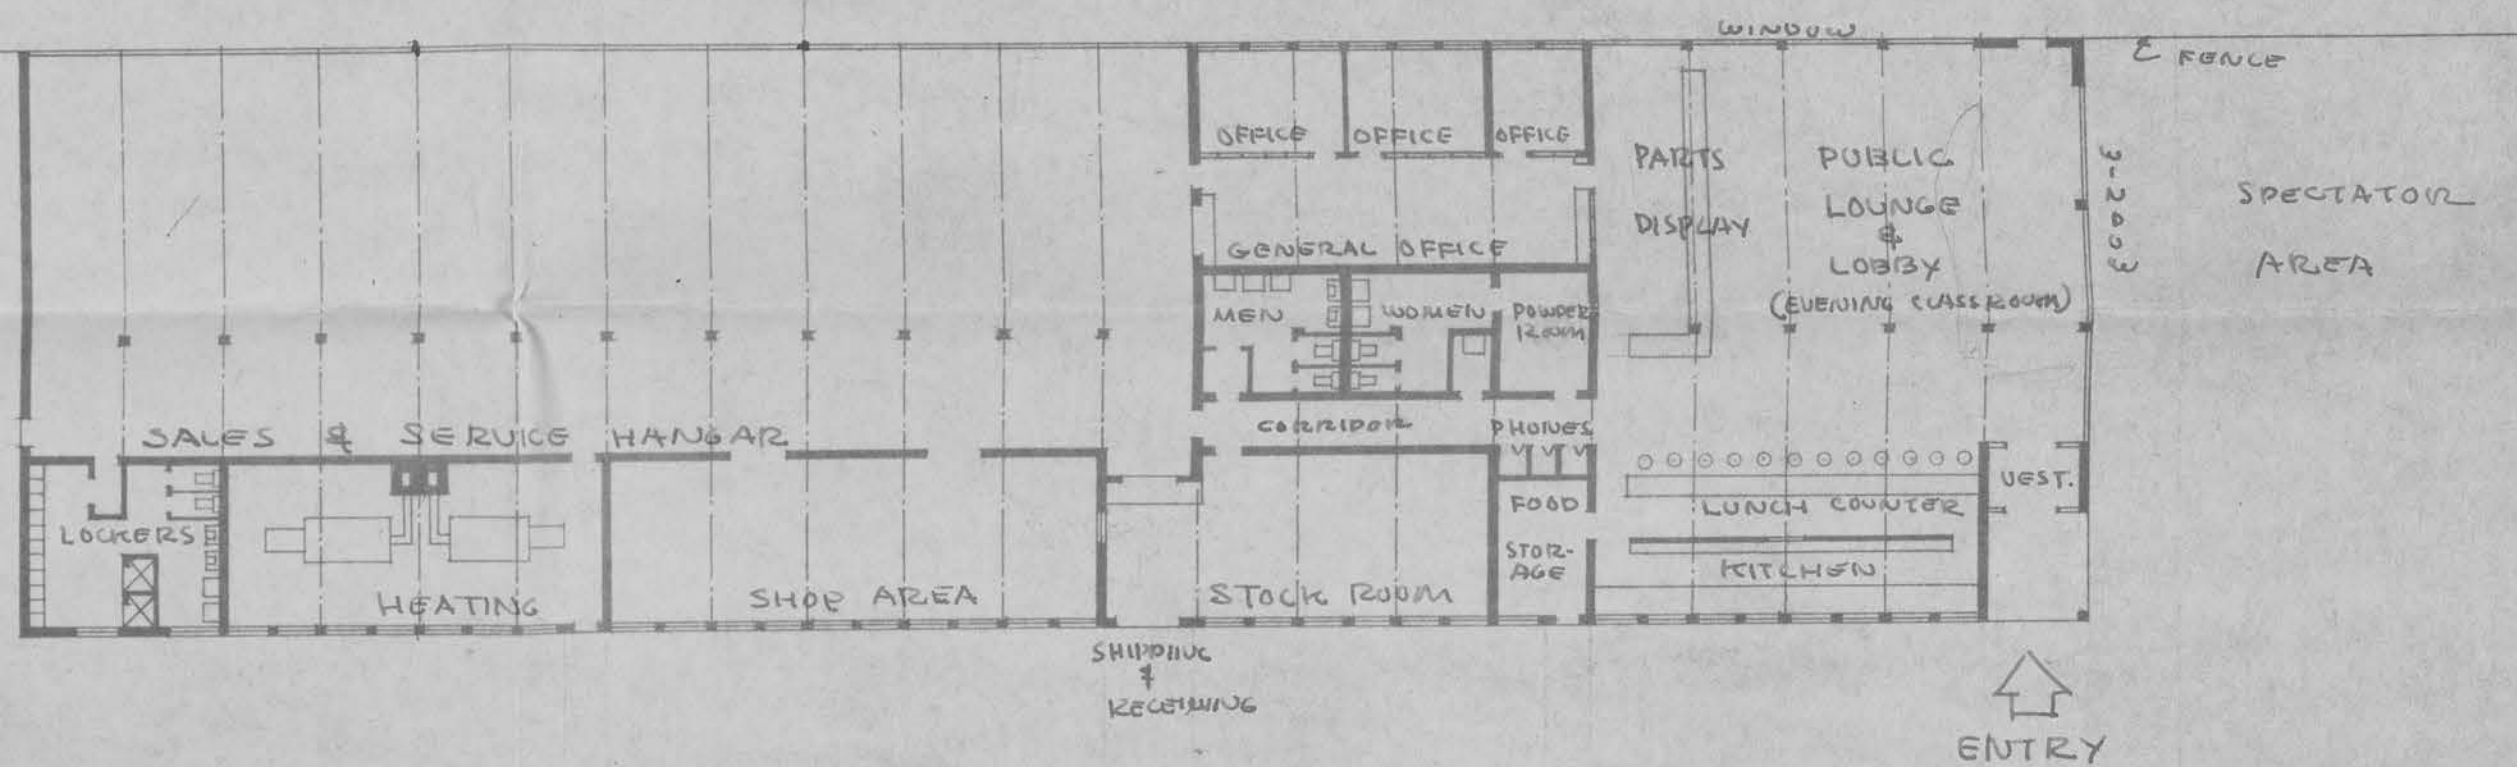 WINDOW
FENCE
OFFICE
OFFICE
OFFICE
GENERAL OFFICE
PARTS
DISPLAY
PUBLIC
LOUNGE
&
LOBBY
(EVENING CLASSROOM)
WINDOW
SPECTATOR
AREA
MEN
WOMEN
POWDER
ROOM
SALES & SERVICE HANGAR
CORRIDOR
PHONES
LOCKERS
HEATING
SHOP AREA
STOCK ROOM
FOOD
STOR-
AGE
LUNCH COUNTER
KITCHEN
VEST.
SHIPPING
&
RECEIVING
ENTRY